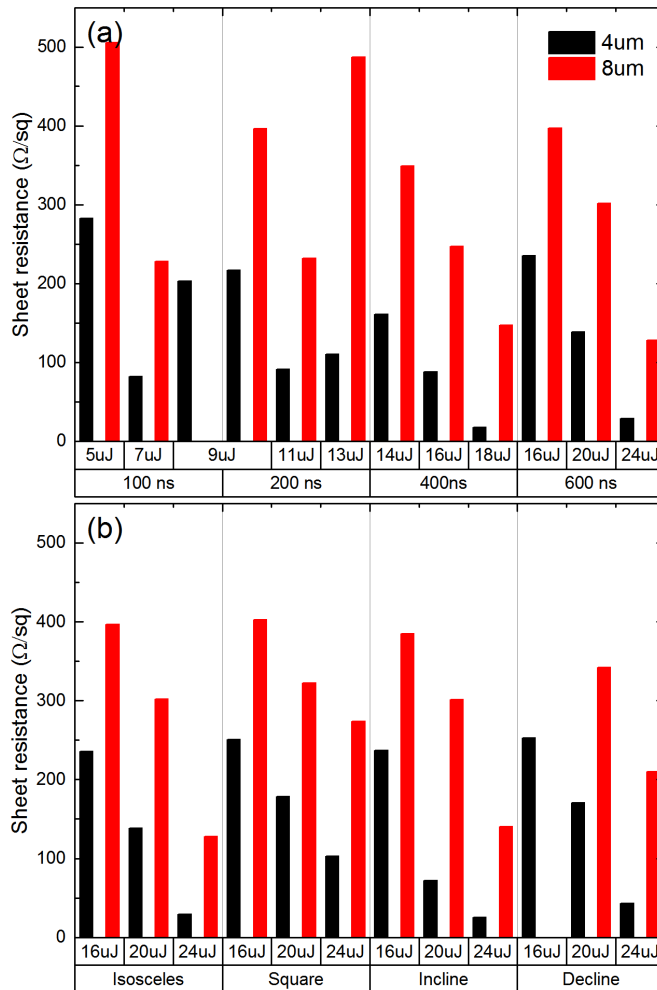 (a)
4um
8um
Sheet resistance (Ω/sq)
500
400
300
200
100
0
5uJ 7uJ 9uJ 11uJ 13uJ 14uJ 16uJ 18uJ 16uJ 20uJ 24uJ
100 ns 200 ns 400ns 600 ns
(b)
Sheet resistance (Ω/sq)
500
400
300
200
100
0
16uJ 20uJ 24uJ 16uJ 20uJ 24uJ 16uJ 20uJ 24uJ 16uJ 20uJ 24uJ
Isosceles Square Incline Decline